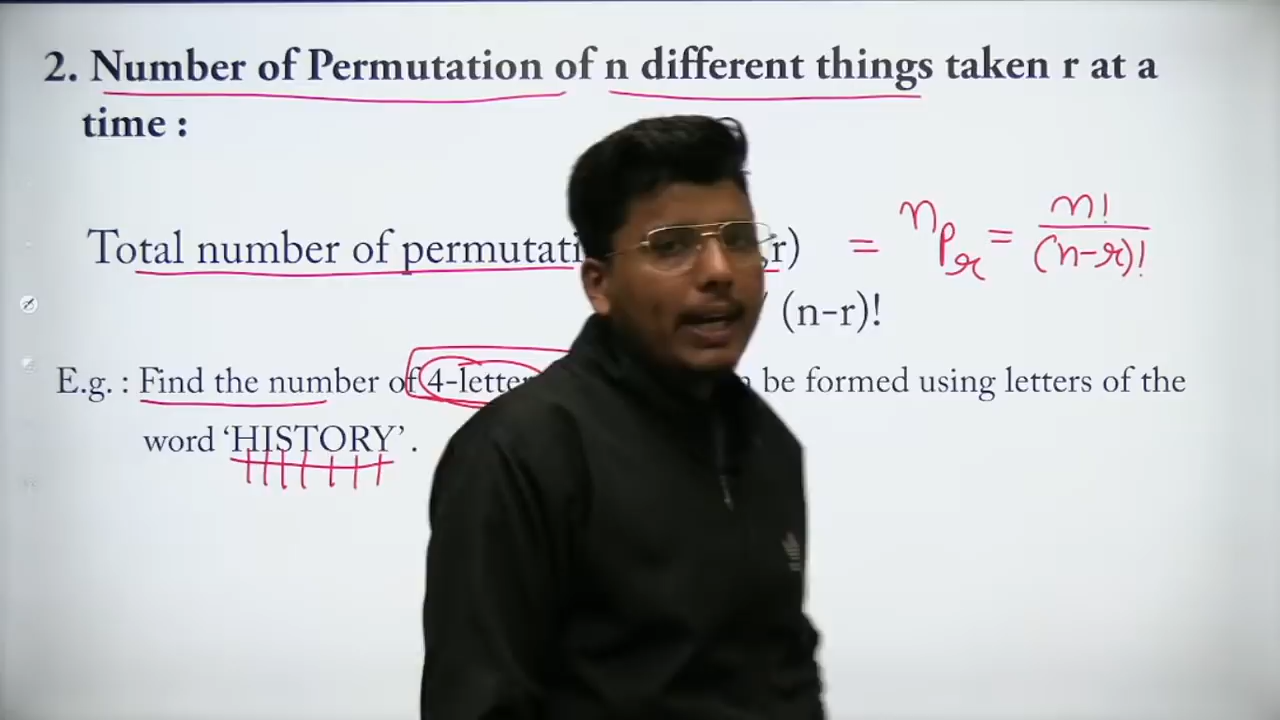 2. Number of Permutation of n different things taken r at a
time :
Total number of permutati r) = nPr = n!/(n-r)!
(n-r)!
E.g. : Find the number of 4-letter be formed using letters of the
word ‘HISTORY’.